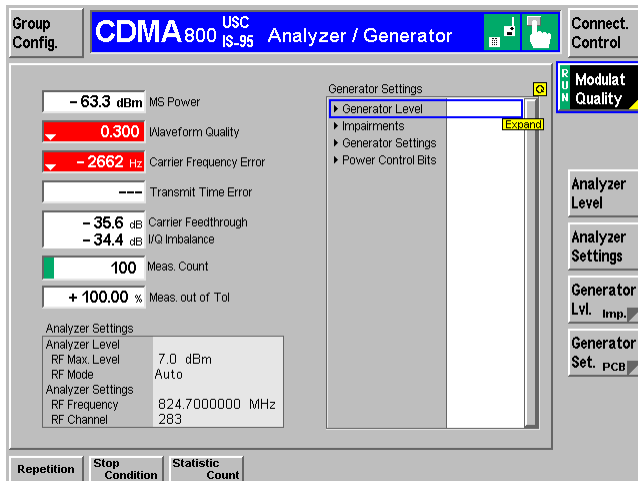 Group
Config.
CDMA 800 USC IS-95 Analyzer / Generator
Connect.
Control
RUN
Modulat
Quality
– 63.3 dBm MS Power
0.300 Waveform Quality
– 2662 Hz Carrier Frequency Error
--- Transmit Time Error
– 35.6 dB Carrier Feedthrough
– 34.4 dB I/Q Imbalance
100 Meas. Count
+ 100.00 % Meas. out of Tol
Analyzer Settings
Analyzer Level
RF Max. Level 7.0 dBm
RF Mode Auto
Analyzer Settings
RF Frequency 824.7000000 MHz
RF Channel 283
Generator Settings
Generator Level
Expand
Impairments
Generator Settings
Power Control Bits
Analyzer
Level
Analyzer
Settings
Generator
Lvl. Imp.
Generator
Set. PCB
Repetition
Stop
Condition
Statistic
Count